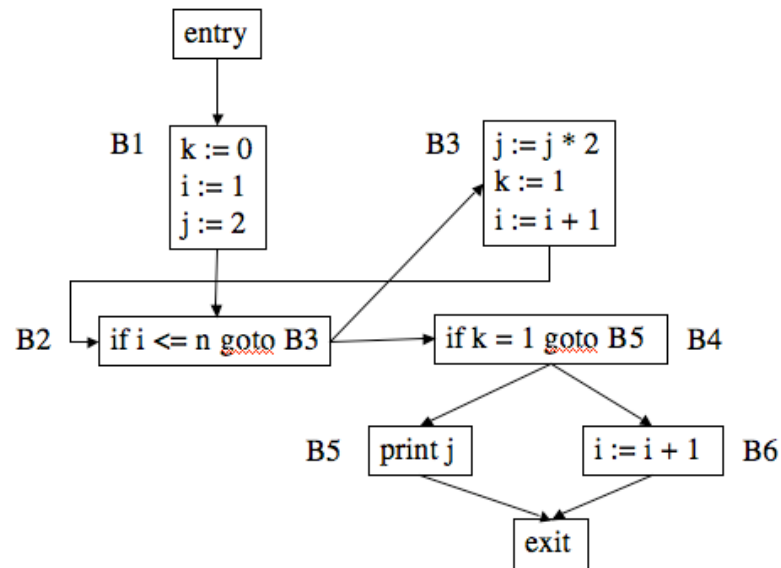 entry
B1
k := 0
i := 1
j := 2
B3
j := j * 2
k := 1
i := i + 1
B2
if i <= n goto B3
if k = 1 goto B5
B4
B5
print j
i := i + 1
B6
exit